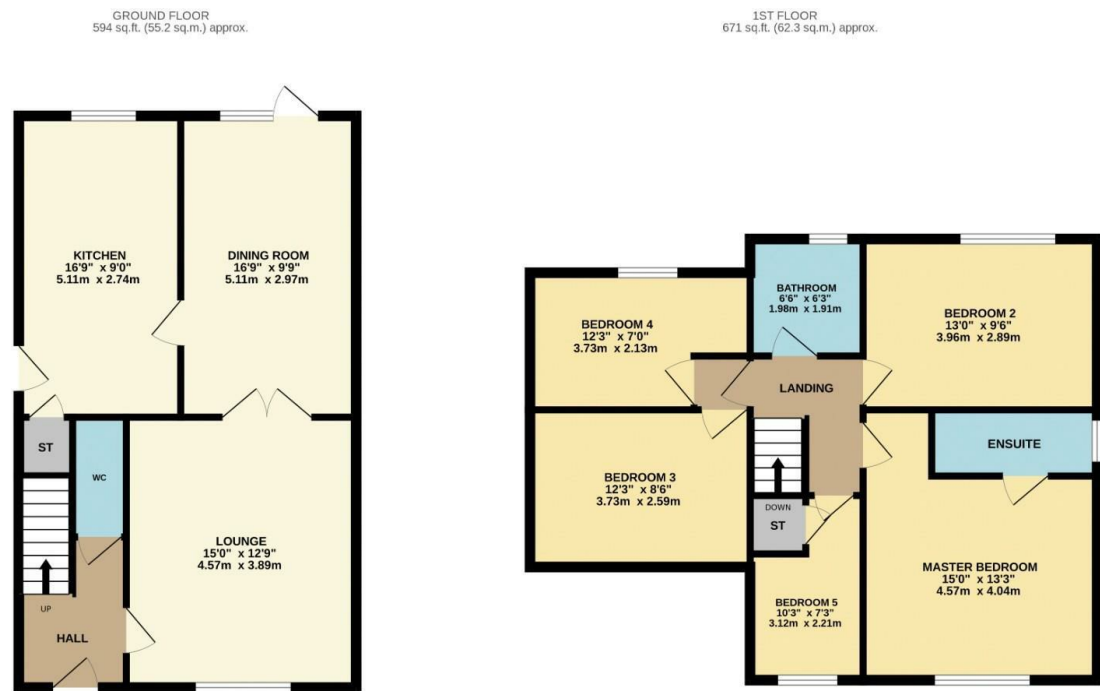 GROUND FLOOR
594 sq.ft. (55.2 sq.m.) approx.
KITCHEN
16'9" x 9'0"
5.11m x 2.74m
DINING ROOM
16'9" x 9'9"
5.11m x 2.97m
ST
WC
LOUNGE
15'0" x 12'9"
4.57m x 3.89m
UP
HALL
1ST FLOOR
671 sq.ft. (62.3 sq.m.) approx.
BATHROOM
6'6" x 6'3"
1.98m x 1.91m
BEDROOM 2
13'0" x 9'6"
3.96m x 2.89m
BEDROOM 4
12'3" x 7'0"
3.73m x 2.13m
LANDING
ENSUITE
BEDROOM 3
12'3" x 8'6"
3.73m x 2.59m
DOWN
ST
MASTER BEDROOM
15'0" x 13'3"
4.57m x 4.04m
BEDROOM 5
10'3" x 7'3"
3.12m x 2.21m